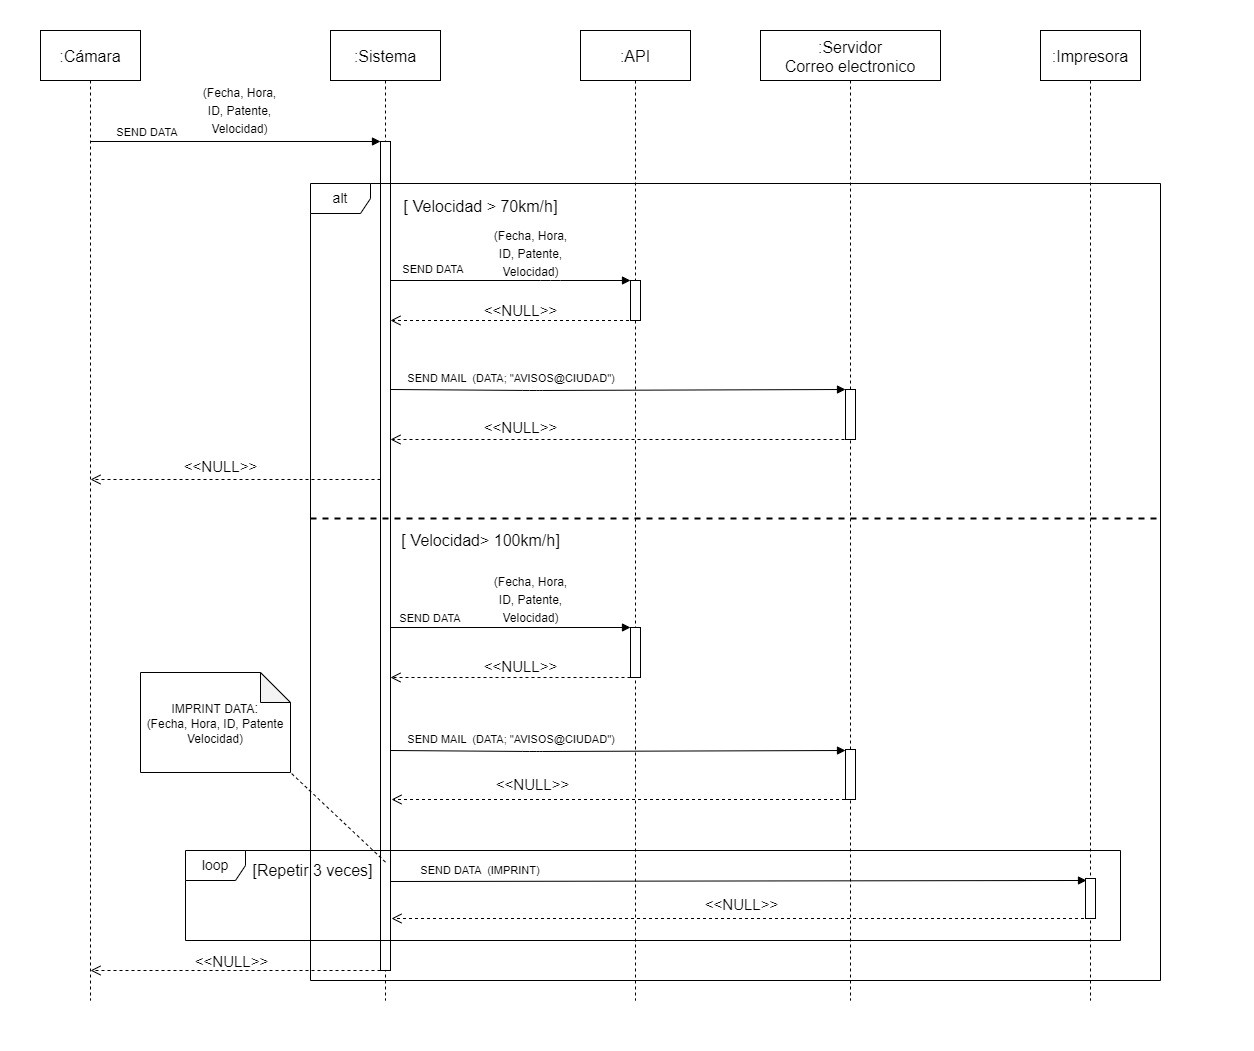 :Cámara
:Sistema
:API
:Servidor
Correo electronico
:Impresora
(Fecha, Hora,
ID, Patente,
Velocidad)
SEND DATA
alt
[ Velocidad > 70km/h]
(Fecha, Hora,
ID, Patente,
Velocidad)
SEND DATA
<<NULL>>
SEND MAIL (DATA; "AVISOS@CIUDAD")
<<NULL>>
<<NULL>>
[ Velocidad> 100km/h]
(Fecha, Hora,
ID, Patente,
Velocidad)
SEND DATA
<<NULL>>
IMPRINT DATA:
(Fecha, Hora, ID, Patente
Velocidad)
SEND MAIL (DATA; "AVISOS@CIUDAD")
<<NULL>>
loop
[Repetir 3 veces]
SEND DATA (IMPRINT)
<<NULL>>
<<NULL>>